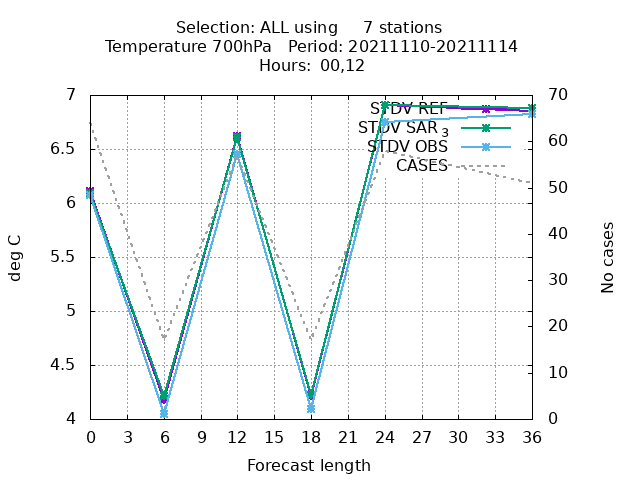 Selection: ALL using 7 stations
Temperature 700hPa Period: 20211110-20211114
Hours: 00,12
7 70
STDV REF
STDV SAR3
STDV OBS
CASES
6.5 60
6 50
5.5 40
5 30
4.5 20
10
4 0
deg C
No cases
0 3 6 9 12 15 18 21 24 27 30 33 36
Forecast length